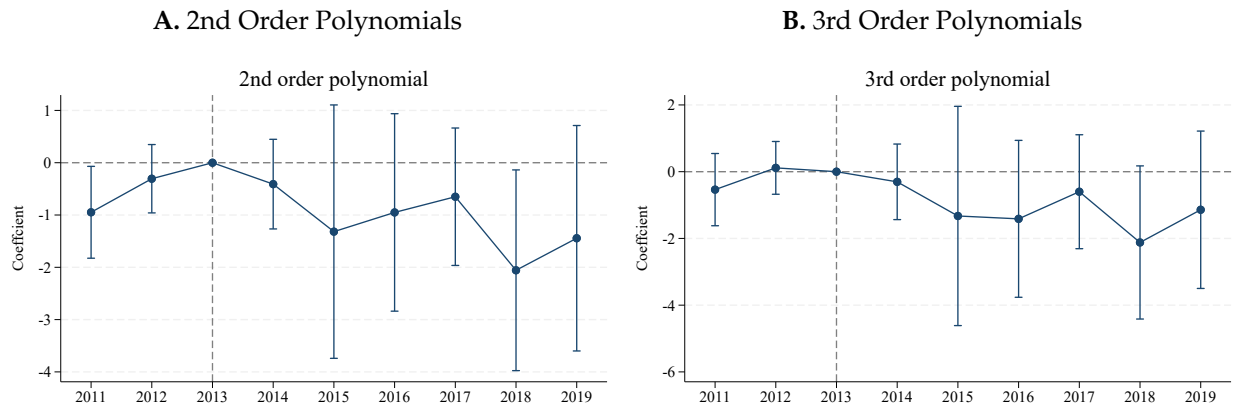 A. 2nd Order Polynomials
2nd order polynomial
1
0
-1
-2
-3
-4
Coeffcient
2011 2012 2013 2014 2015 2016 2017 2018 2019
B. 3rd Order Polynomials
3rd order polynomial
2
0
-2
-4
-6
Coeffcient
2011 2012 2013 2014 2015 2016 2017 2018 2019